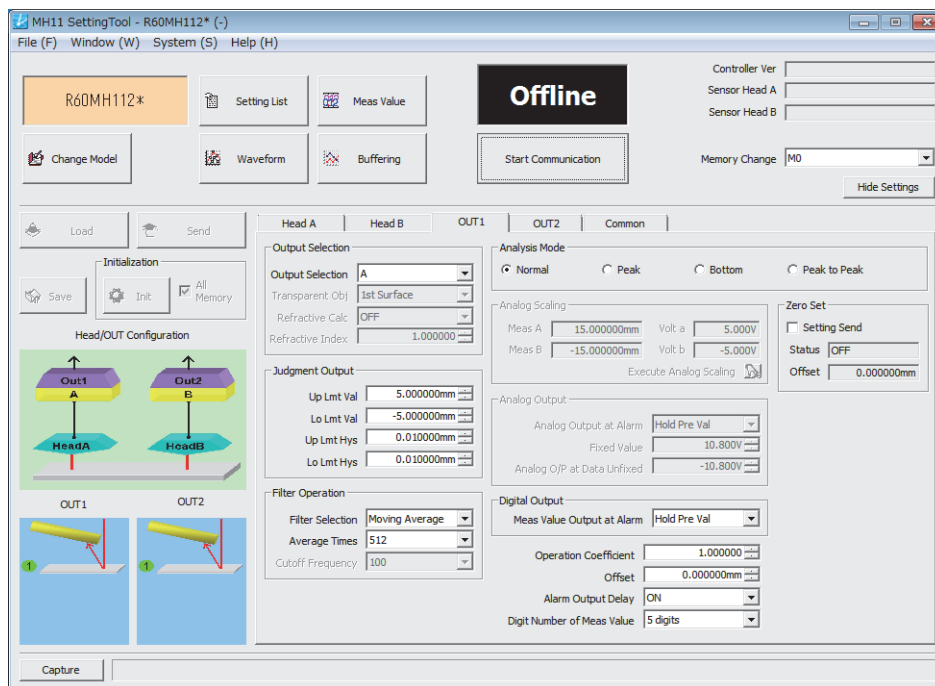 MH11 SettingTool - R60MH112* (-)
File (F) Window (W) System (S) Help (H)
R60MH112*
Setting List
Meas Value
Offline
Controller Ver
Sensor Head A
Sensor Head B
Change Model
Waveform
Buffering
Start Communication
Memory Change M0
Hide Settings
Load
Send
Initialization
Save
Init
All Memory
Head/OUT Configuration
Out1
A
HeadA
Out2
B
HeadB
OUT1
OUT2
1
1
Head A Head B OUT1 OUT2 Common
Output Selection
Output Selection A
Transparent Obj 1st Surface
Refractive Calc OFF
Refractive Index 1.000000
Judgment Output
Up Lmt Val 5.000000mm
Lo Lmt Val -5.000000mm
Up Lmt Hys 0.010000mm
Lo Lmt Hys 0.010000mm
Filter Operation
Filter Selection Moving Average
Average Times 512
Cutoff Frequency 100
Analysis Mode
Normal Peak Bottom Peak to Peak
Analog Scaling
Meas A 15.000000mm Volt a 5.000V
Meas B -15.000000mm Volt b -5.000V
Execute Analog Scaling
Zero Set
Setting Send
Status OFF
Offset 0.000000mm
Analog Output
Analog Output at Alarm Hold Pre Val
Fixed Value 10.800V
Analog O/P at Data Unfixed -10.800V
Digital Output
Meas Value Output at Alarm Hold Pre Val
Operation Coefficient 1.000000
Offset 0.000000mm
Alarm Output Delay ON
Digit Number of Meas Value 5 digits
Capture